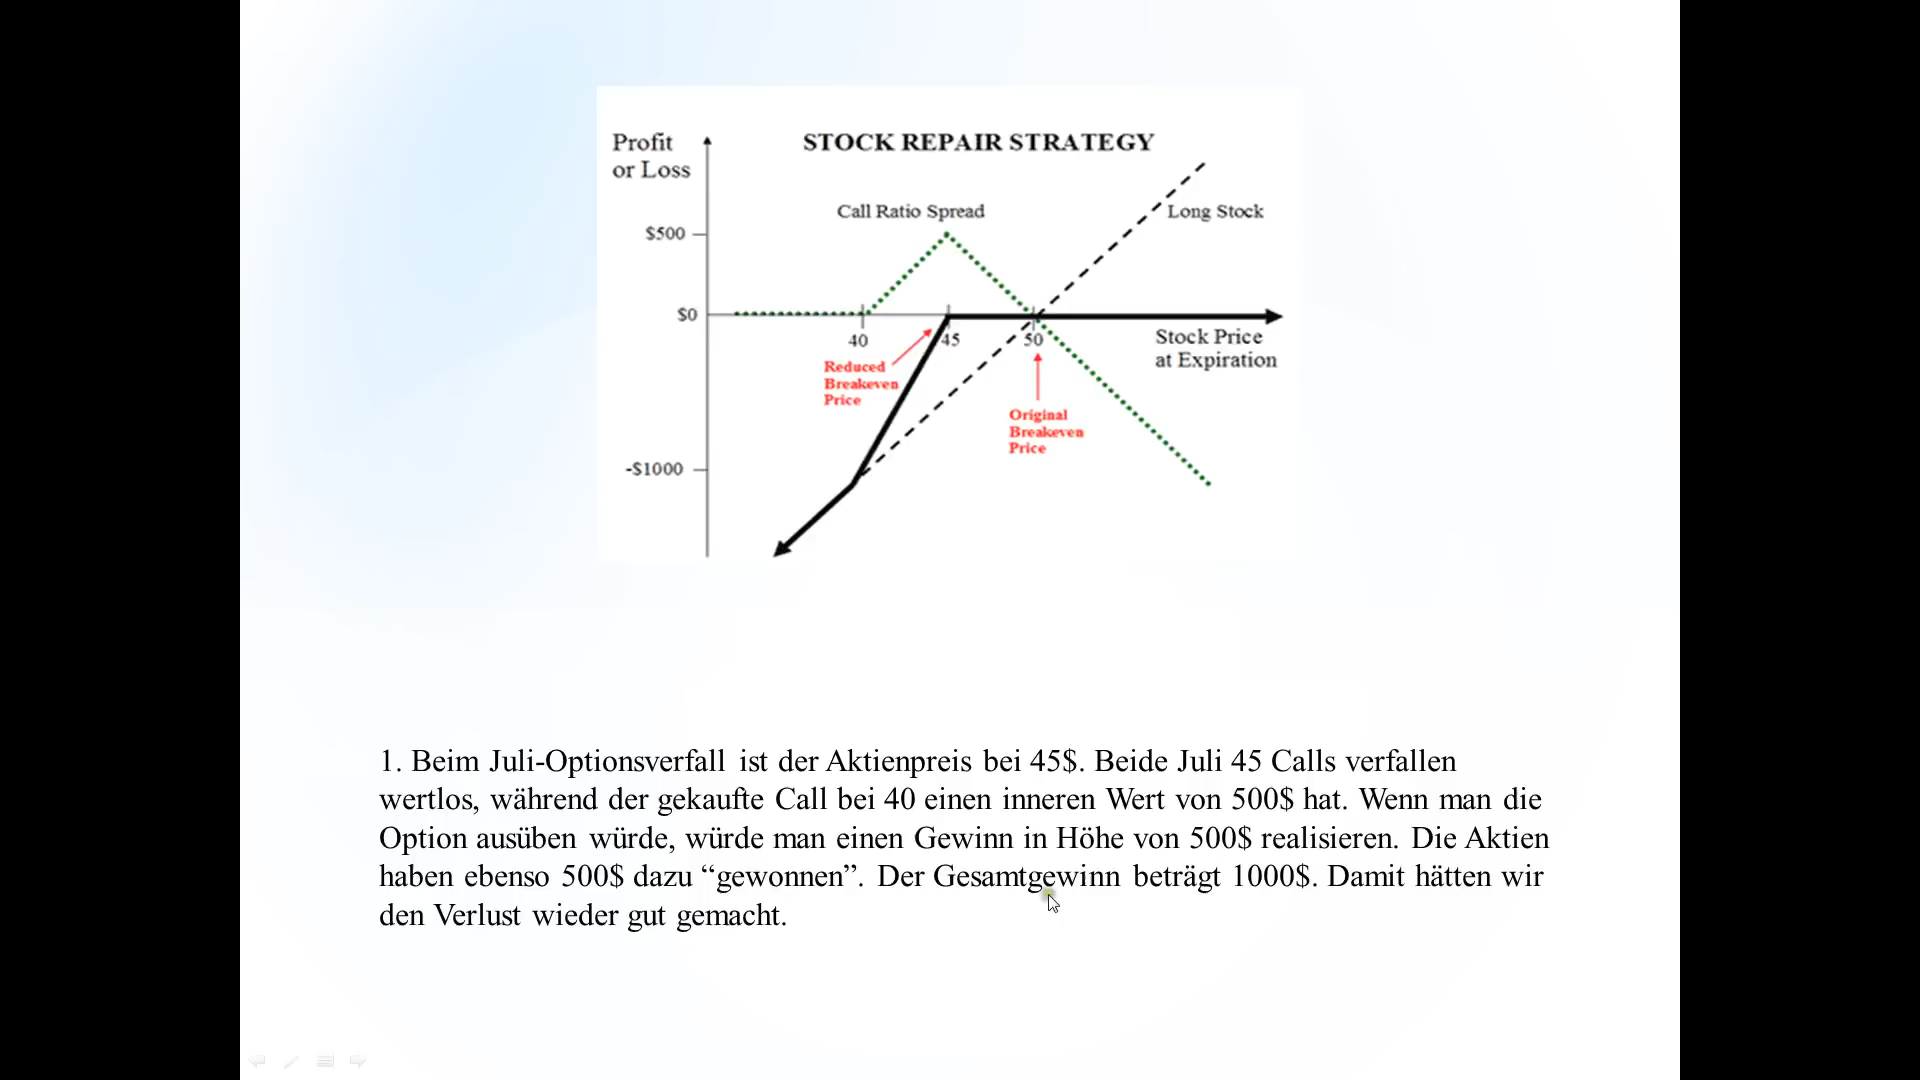 Profit
or Loss
STOCK REPAIR STRATEGY
Call Ratio Spread
Long Stock
$500
$0
40
45
50
Stock Price
at Expiration
Reduced
Breakeven
Price
Original
Breakeven
Price
-$1000
1. Beim Juli-Optionsverfall ist der Aktienpreis bei 45$. Beide Juli 45 Calls verfallen
wertlos, während der gekaufte Call bei 40 einen inneren Wert von 500$ hat. Wenn man die
Option ausüben würde, würde man einen Gewinn in Höhe von 500$ realisieren. Die Aktien
haben ebenso 500$ dazu “gewonnen”. Der Gesamtgewinn beträgt 1000$. Damit hätten wir
den Verlust wieder gut gemacht.